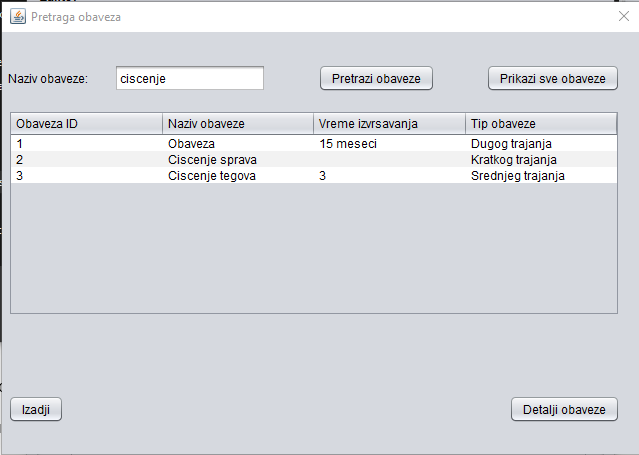 Pretraga obaveza
Naziv obaveze: ciscenje Pretrazi obaveze Prikazi sve obaveze
Obaveza ID Naziv obaveze Vreme izvrsavanja Tip obaveze
1 Obaveza 15 meseci Dugog trajanja
2 Ciscenje sprava Kratkog trajanja
3 Ciscenje tegova 3 Srednjeg trajanja
Izadji Detalji obaveze